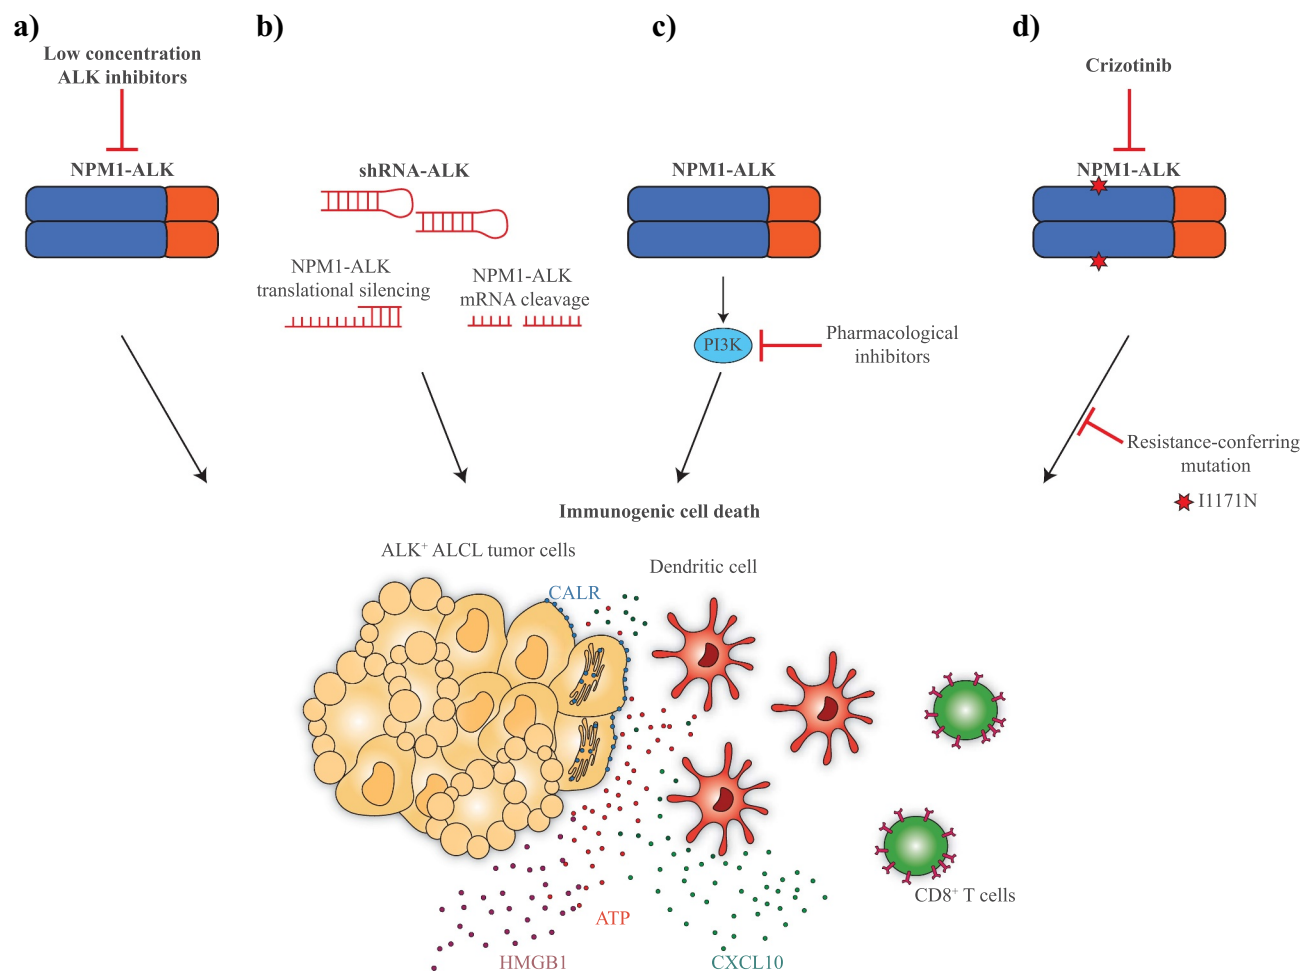 a)
Low concentration
ALK inhibitors
NPM1-ALK
b)
shRNA-ALK
NPM1-ALK
translational silencing
NPM1-ALK
mRNA cleavage
c)
NPM1-ALK
PI3K
Pharmacological
inhibitors
d)
Crizotinib
NPM1-ALK
Resistance-conferring
mutation
I1171N
Immunogenic cell death
ALK⁺ ALCL tumor cells
CALR
Dendritic cell
CD8⁺ T cells
ATP
HMGB1
CXCL10